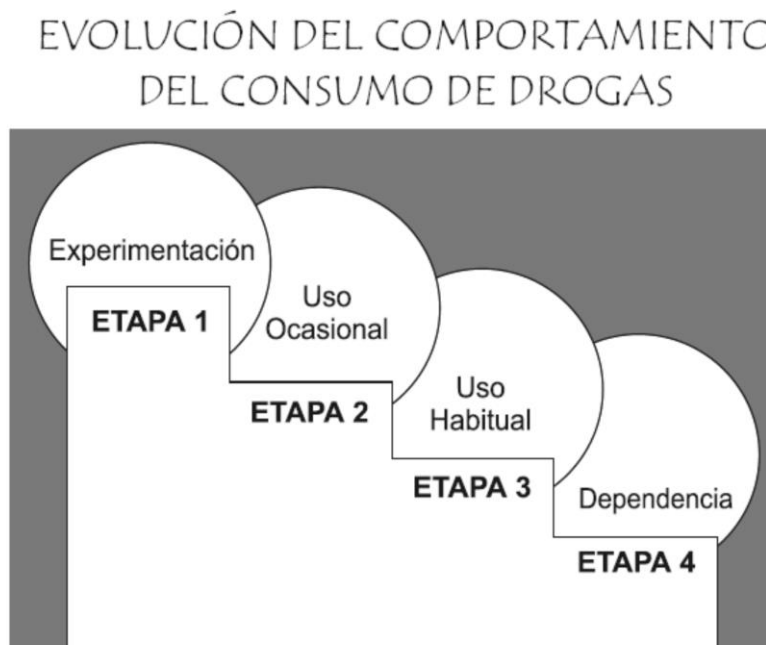 EVOLUCIÓN DEL COMPORTAMIENTO
DEL CONSUMO DE DROGAS
Experimentación
ETAPA 1
Uso
Ocasional
ETAPA 2
Uso
Habitual
ETAPA 3
Dependencia
ETAPA 4